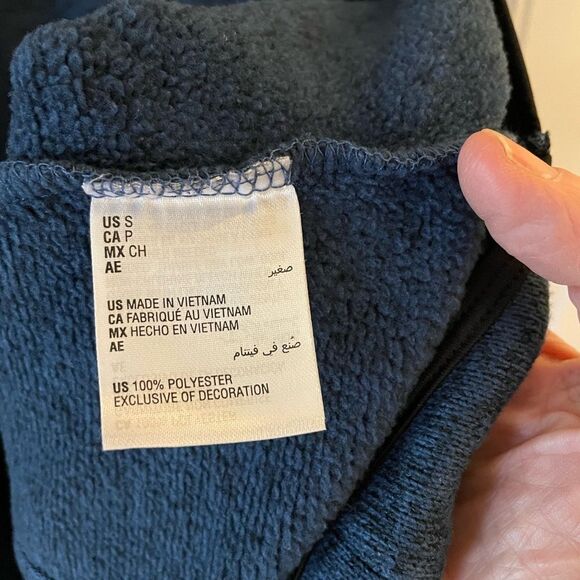 US S
CA P
MX CH
AE صغير
US MADE IN VIETNAM
CA FABRIQUÉ AU VIETNAM
MX HECHO EN VIETNAM
AE صُنع في فيتنام
US 100% POLYESTER
EXCLUSIVE OF DECORATION